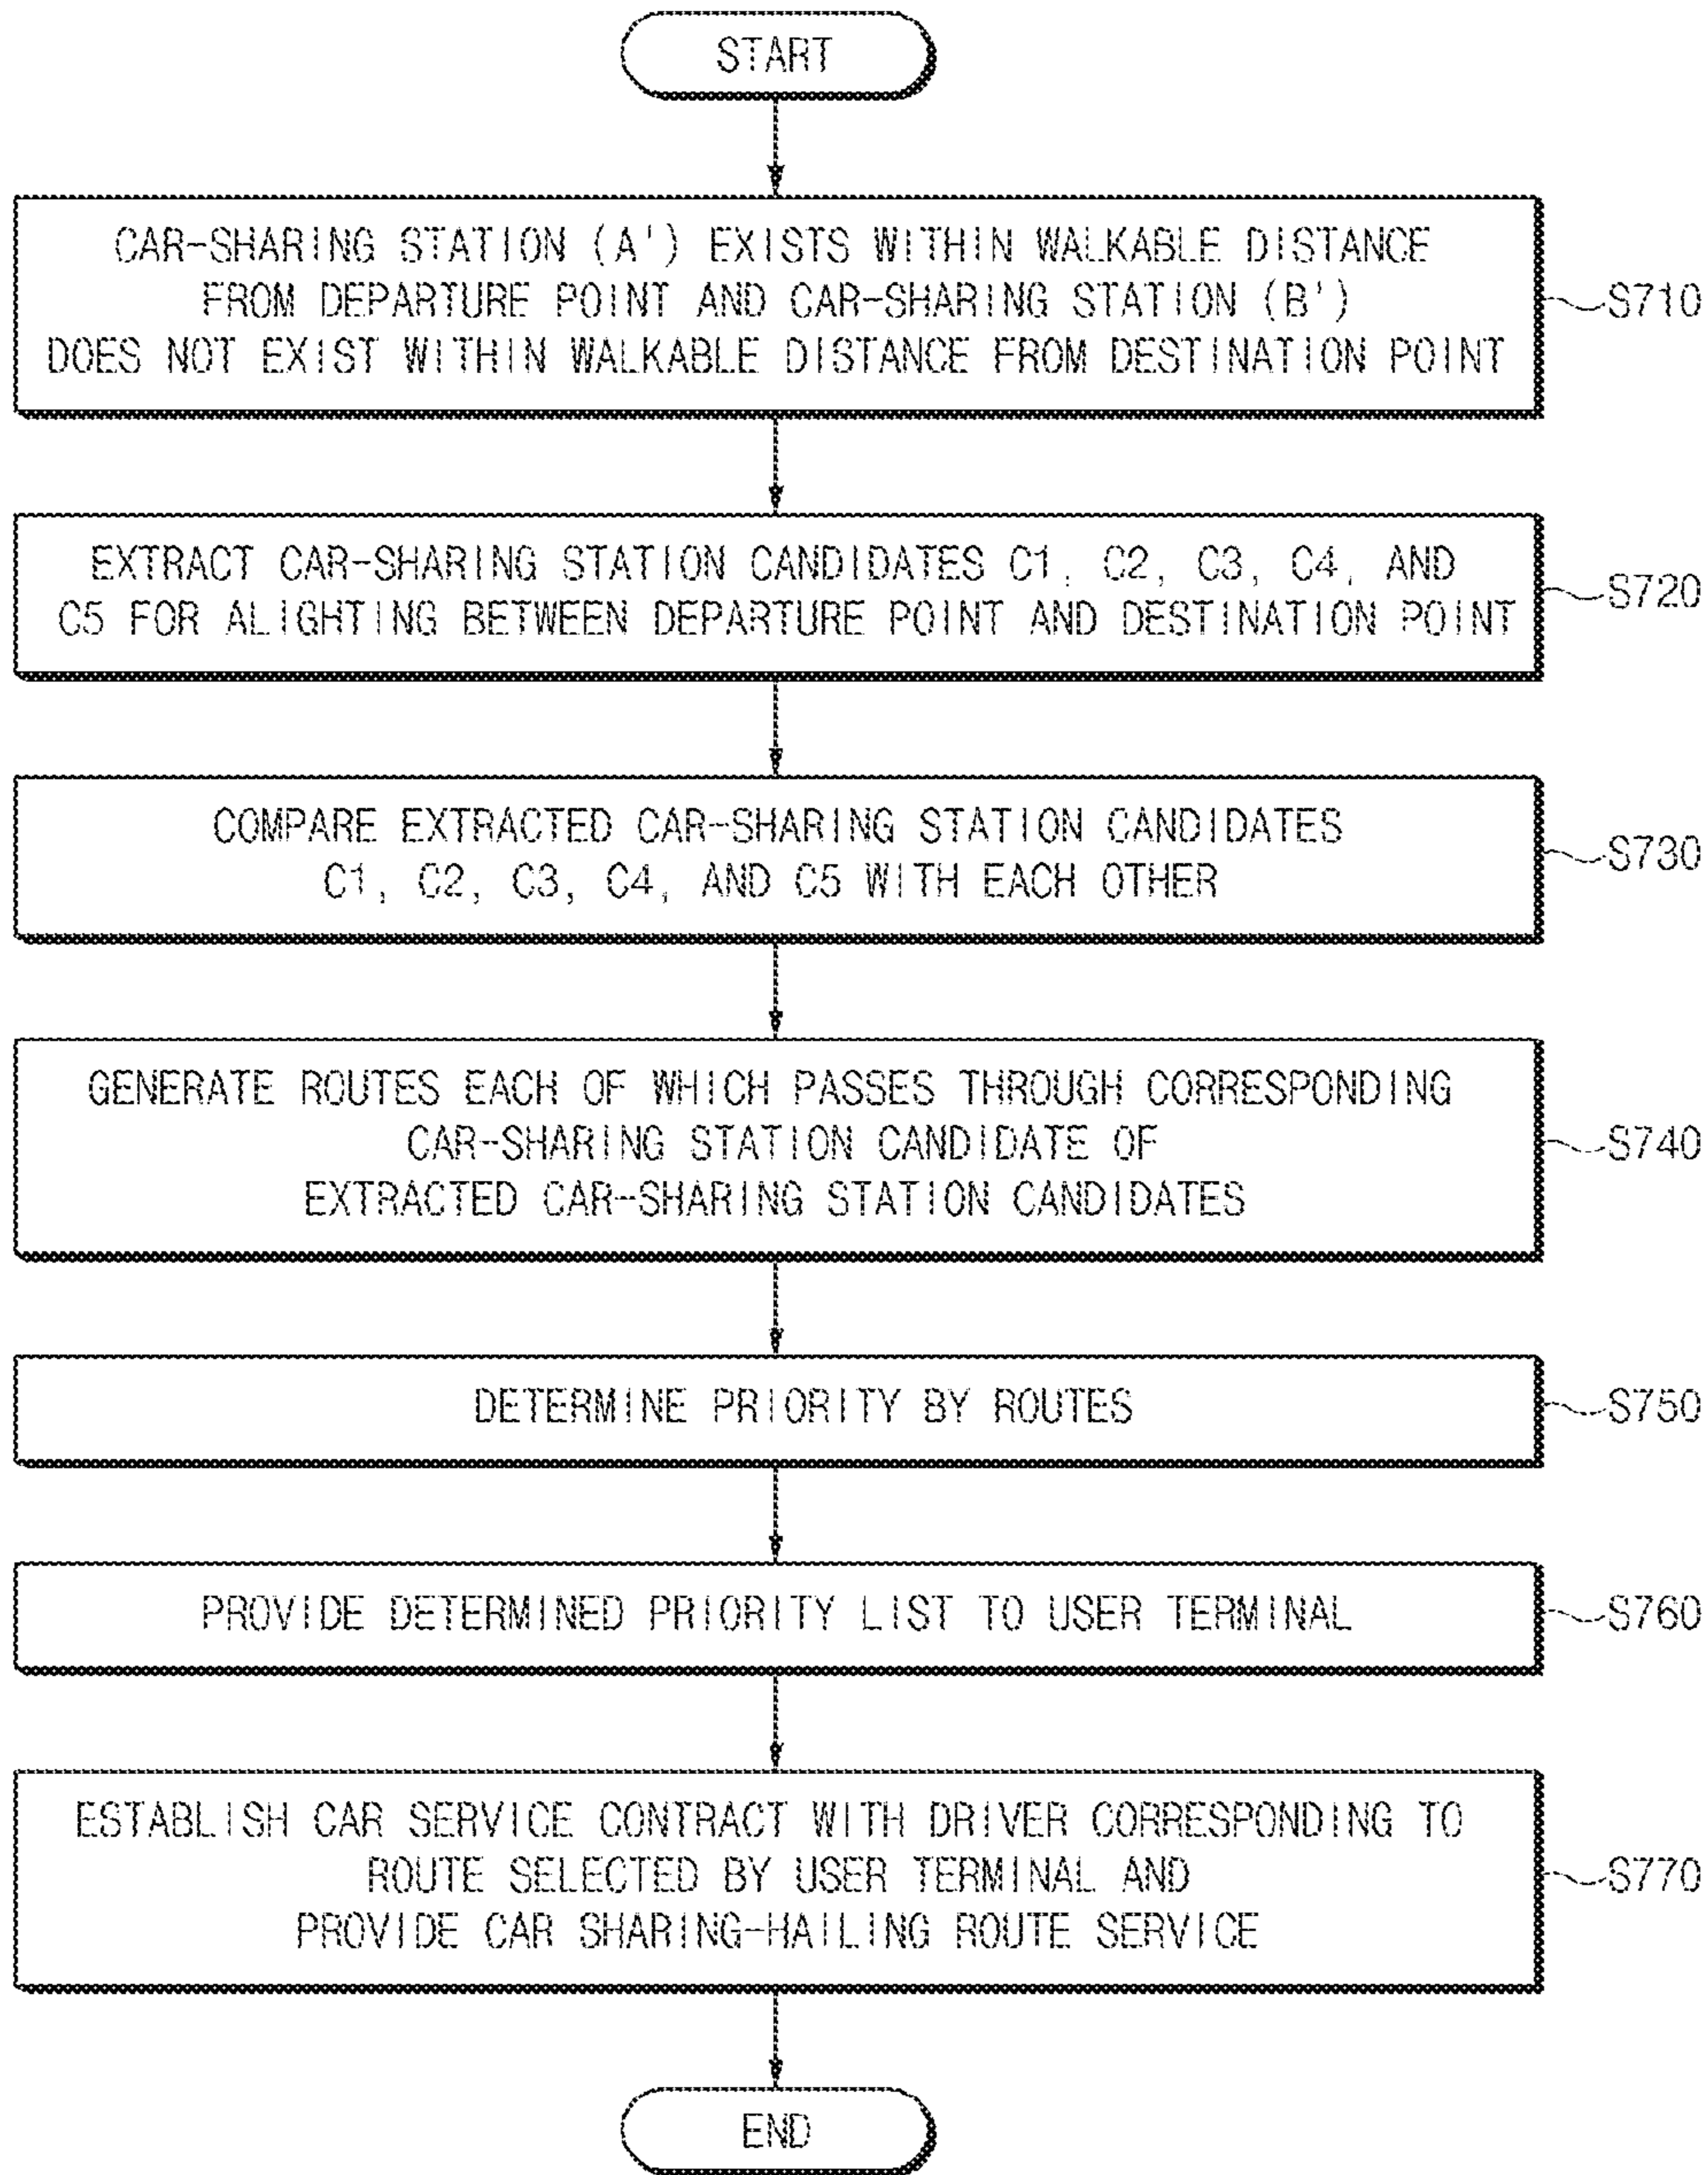 START
CAR-SHARING STATION (A') EXISTS WITHIN WALKABLE DISTANCE
FROM DEPARTURE POINT AND CAR-SHARING STATION (B')
DOES NOT EXIST WITHIN WALKABLE DISTANCE FROM DESTINATION POINT
S710
EXTRACT CAR-SHARING STATION CANDIDATES C1, C2, C3, C4, AND
C5 FOR ALIGHTING BETWEEN DEPARTURE POINT AND DESTINATION POINT
S720
COMPARE EXTRACTED CAR-SHARING STATION CANDIDATES
C1, C2, C3, C4, AND C5 WITH EACH OTHER
S730
GENERATE ROUTES EACH OF WHICH PASSES THROUGH CORRESPONDING
CAR-SHARING STATION CANDIDATE OF
EXTRACTED CAR-SHARING STATION CANDIDATES
S740
DETERMINE PRIORITY BY ROUTES
S750
PROVIDE DETERMINED PRIORITY LIST TO USER TERMINAL
S760
ESTABLISH CAR SERVICE CONTRACT WITH DRIVER CORRESPONDING TO
ROUTE SELECTED BY USER TERMINAL AND
PROVIDE CAR SHARING-HAILING ROUTE SERVICE
S770
END